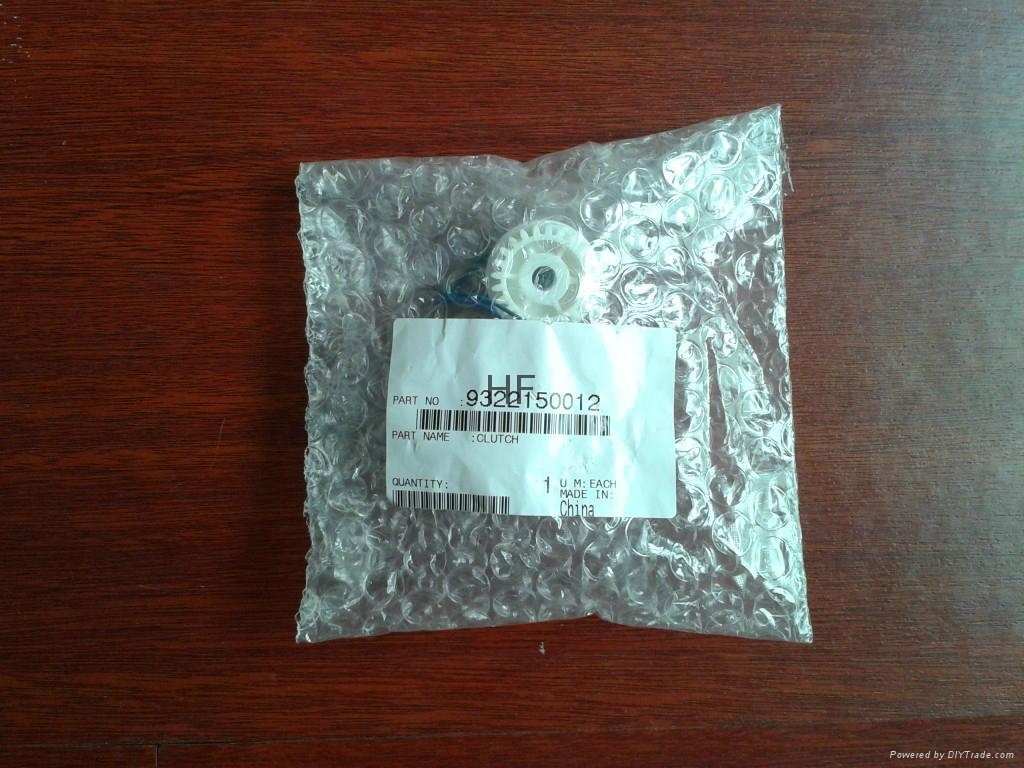 HF
PART NO :9322150012
PART NAME :CLUTCH
QUANTITY: 1 U M:EACH
MADE IN:
China
Powered by DIYTrade.com